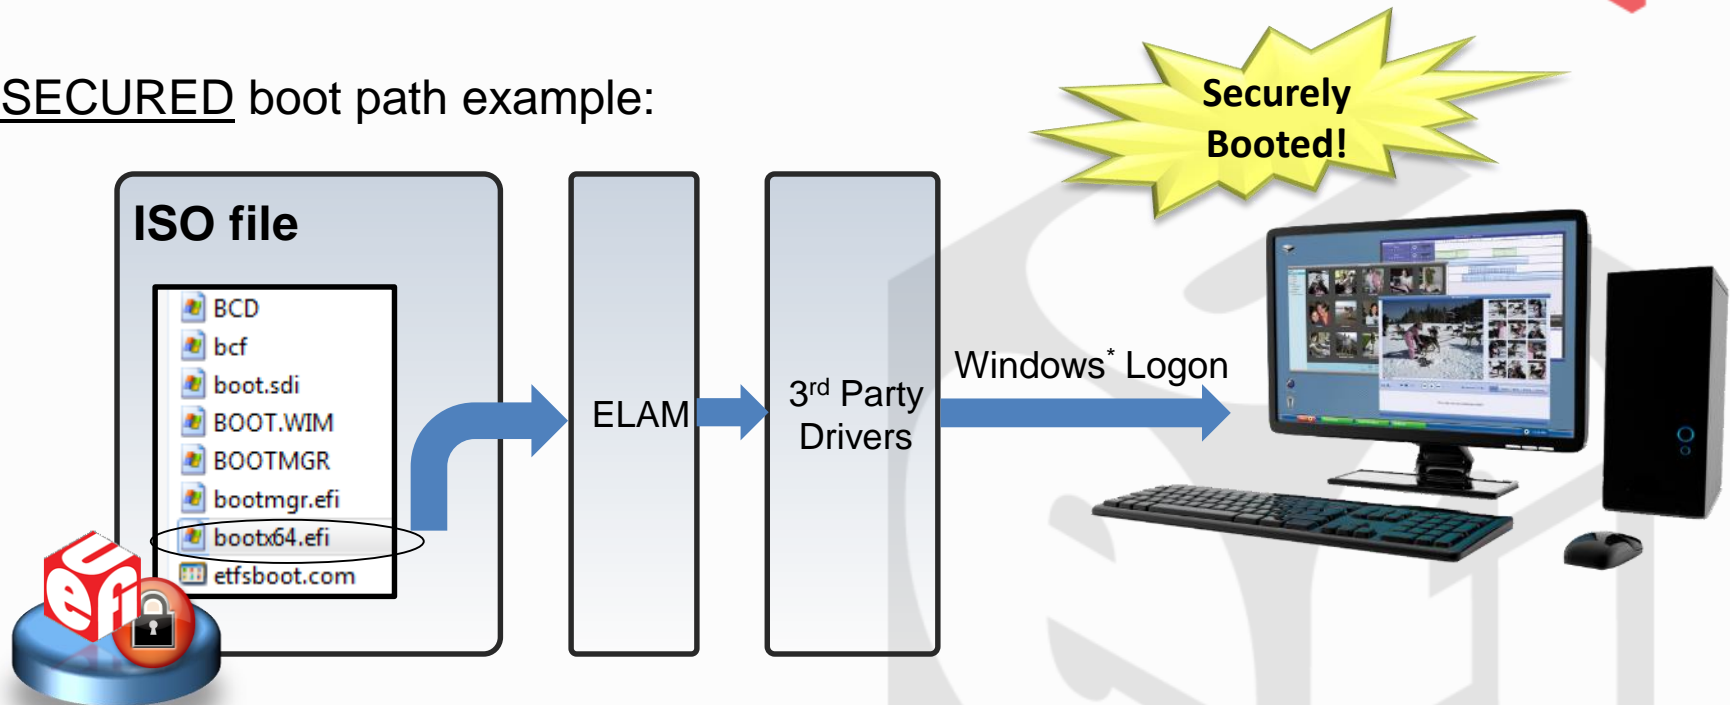 SECURED boot path example:
Securely
Booted!
ISO file
BCD
bcf
boot.sdi
BOOT.WIM
BOOTMGR
bootmgr.efi
bootx64.efi
etfsboot.com
ELAM
3rd Party
Drivers
Windows* Logon
UEFI